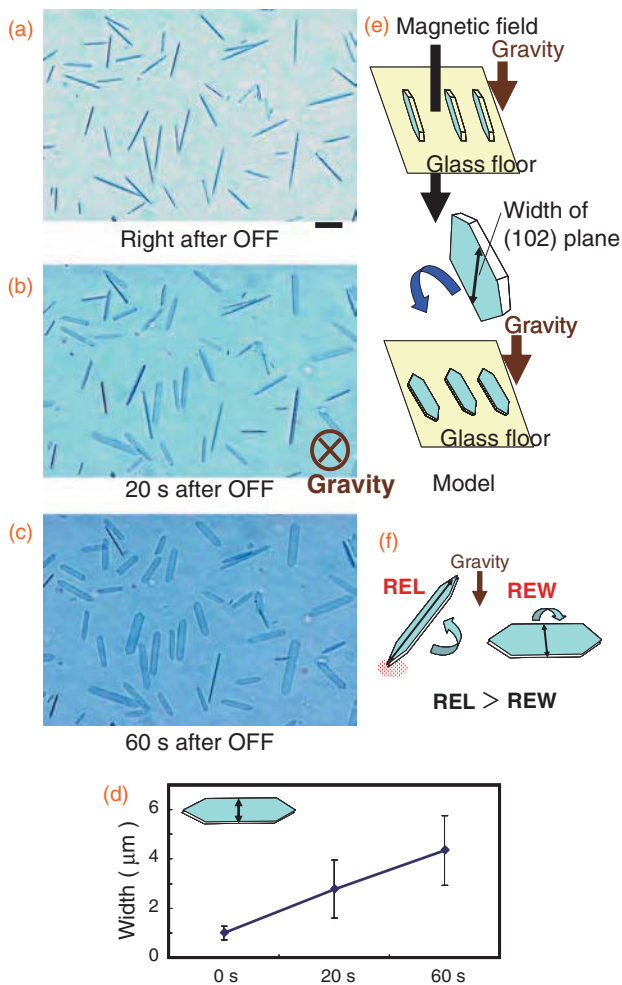 (a)
Right after OFF
(b)
20 s after OFF
Gravity
(c)
60 s after OFF
(e)
Magnetic field
Gravity
Glass floor
Width of
(102) plane
Gravity
Glass floor
Model
(f)
Gravity
REL
REW
REL > REW
(d)
Width ( μm )
6
4
2
0
0 s
20 s
60 s